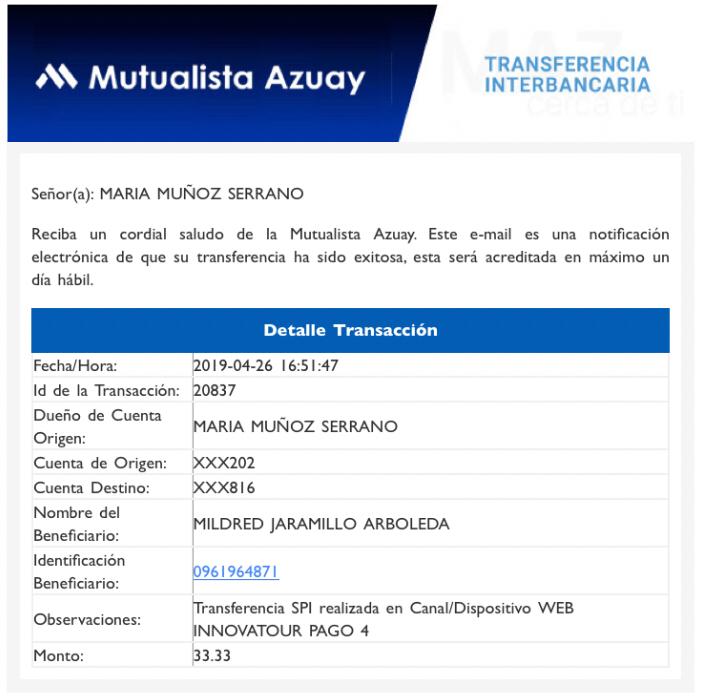 Mutualista Azuay
TRANSFERENCIA
INTERBANCARIA
cerca de ti
Señor(a): MARIA MUÑOZ SERRANO
Reciba un cordial saludo de la Mutualista Azuay. Este e-mail es una notificación
electrónica de que su transferencia ha sido exitosa, esta será acreditada en máximo un
día hábil.
Detalle Transacción
Fecha/Hora: 2019-04-26 16:51:47
Id de la Transacción: 20837
Dueño de Cuenta
Origen:
MARIA MUÑOZ SERRANO
Cuenta de Origen: XXX202
Cuenta Destino: XXX816
Nombre del
Beneficiario:
MILDRED JARAMILLO ARBOLEDA
Identificación
Beneficiario:
0961964871
Observaciones:
Transferencia SPI realizada en Canal/Dispositivo WEB
INNOVATOUR PAGO 4
Monto: 33.33